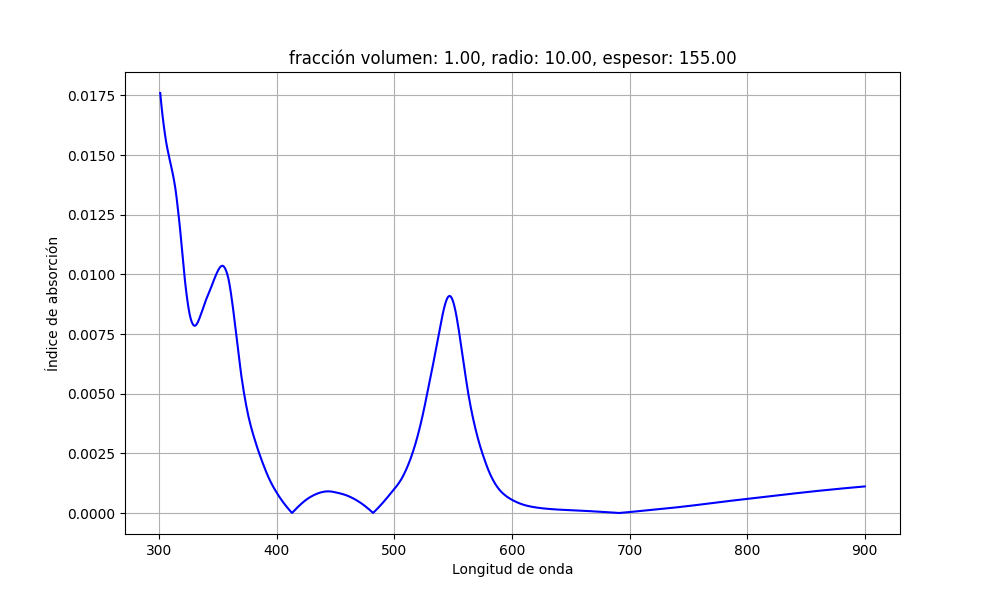 fracción volumen: 1.00, radio: 10.00, espesor: 155.00
Índice de absorción
0.0175
0.0150
0.0125
0.0100
0.0075
0.0050
0.0025
0.0000
300 400 500 600 700 800 900
Longitud de onda